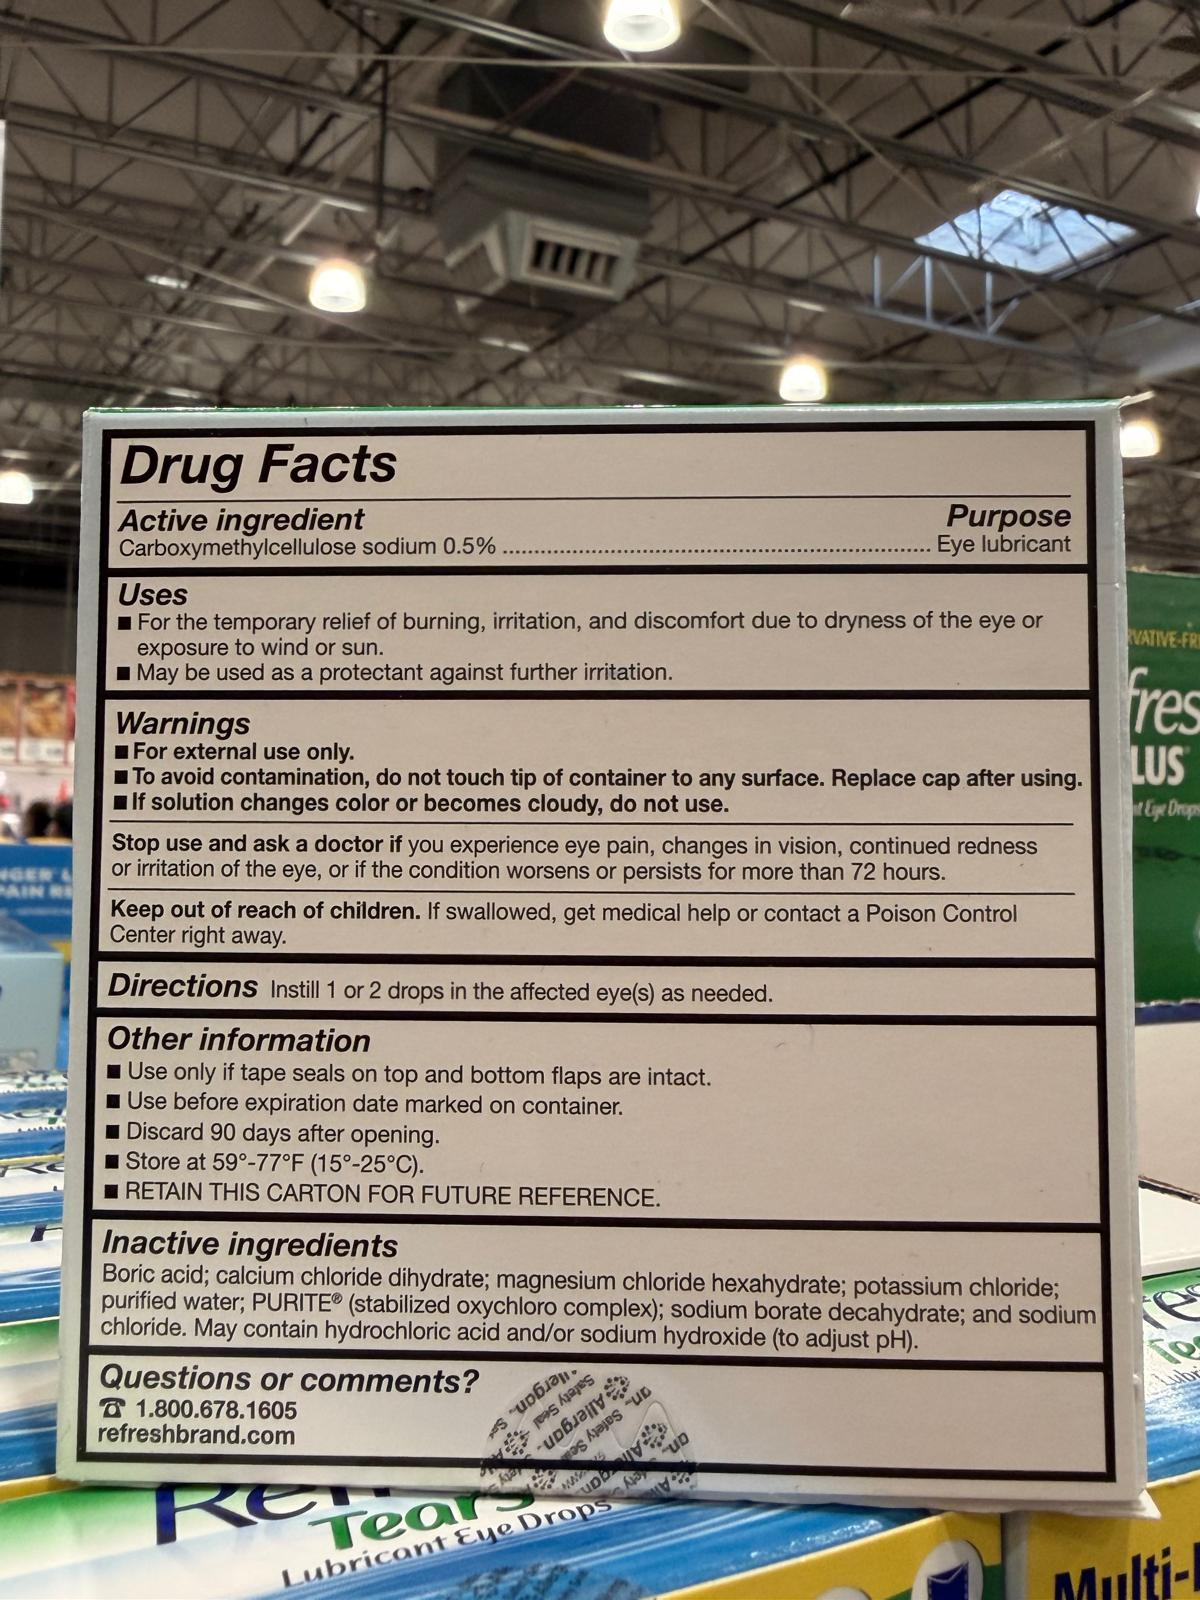 Drug Facts
Active ingredient Purpose
Carboxymethylcellulose sodium 0.5% ........ Eye lubricant
Uses
■ For the temporary relief of burning, irritation, and discomfort due to dryness of the eye or
exposure to wind or sun.
■ May be used as a protectant against further irritation.
Warnings
■ For external use only.
■ To avoid contamination, do not touch tip of container to any surface. Replace cap after using.
■ If solution changes color or becomes cloudy, do not use.
Stop use and ask a doctor if you experience eye pain, changes in vision, continued redness
or irritation of the eye, or if the condition worsens or persists for more than 72 hours.
Keep out of reach of children. If swallowed, get medical help or contact a Poison Control
Center right away.
Directions Instill 1 or 2 drops in the affected eye(s) as needed.
Other information
■ Use only if tape seals on top and bottom flaps are intact.
■ Use before expiration date marked on container.
■ Discard 90 days after opening.
■ Store at 59°-77°F (15°-25°C).
■ RETAIN THIS CARTON FOR FUTURE REFERENCE.
Inactive ingredients
Boric acid; calcium chloride dihydrate; magnesium chloride hexahydrate; potassium chloride;
purified water; PURITE® (stabilized oxychloro complex); sodium borate decahydrate; and sodium
chloride. May contain hydrochloric acid and/or sodium hydroxide (to adjust pH).
Questions or comments?
☎ 1.800.678.1605
refreshbrand.com
Allergan
Safety Seal
Tears
Lubricant Eye Drops
LUS
Eye Drops